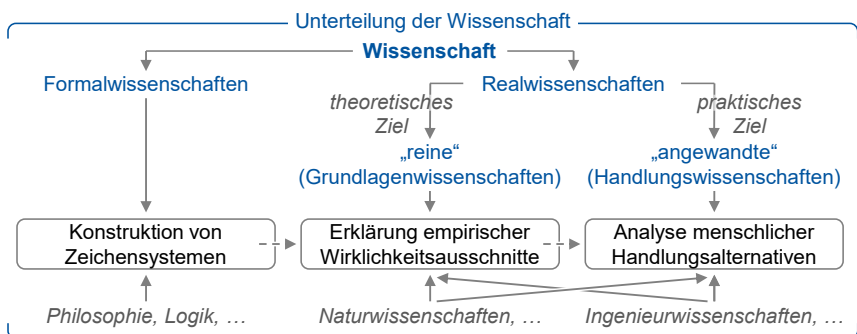 Unterteilung der Wissenschaft
Wissenschaft
Formalwissenschaften
Realwissenschaften
theoretisches
Ziel
praktisches
Ziel
„reine“
(Grundlagenwissenschaften)
„angewandte“
(Handlungswissenschaften)
Konstruktion von
Zeichensystemen
Erklärung empirischer
Wirklichkeitsausschnitte
Analyse menschlicher
Handlungsalternativen
Philosophie, Logik, …
Naturwissenschaften, …
Ingenieurwissenschaften, …